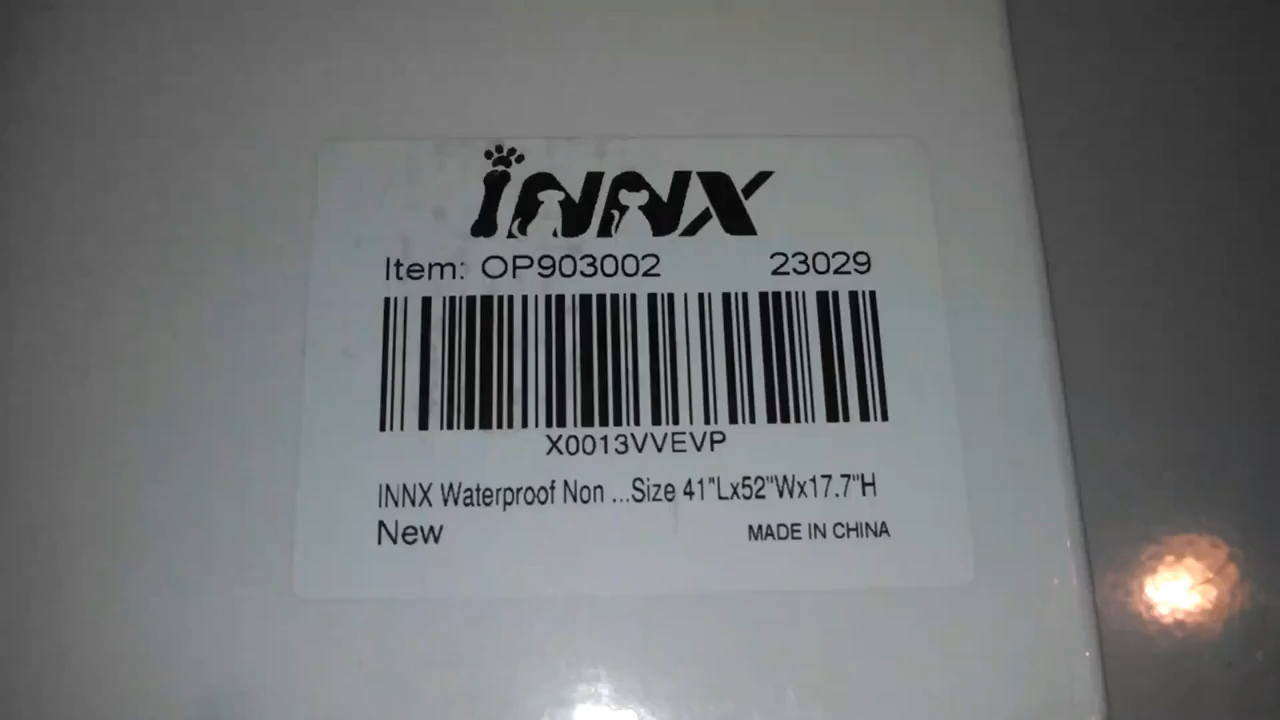 INNX
Item: OP903002 23029
X0013VVEVP
INNX Waterproof Non ...Size 41"Lx52"Wx17.7"H
New MADE IN CHINA